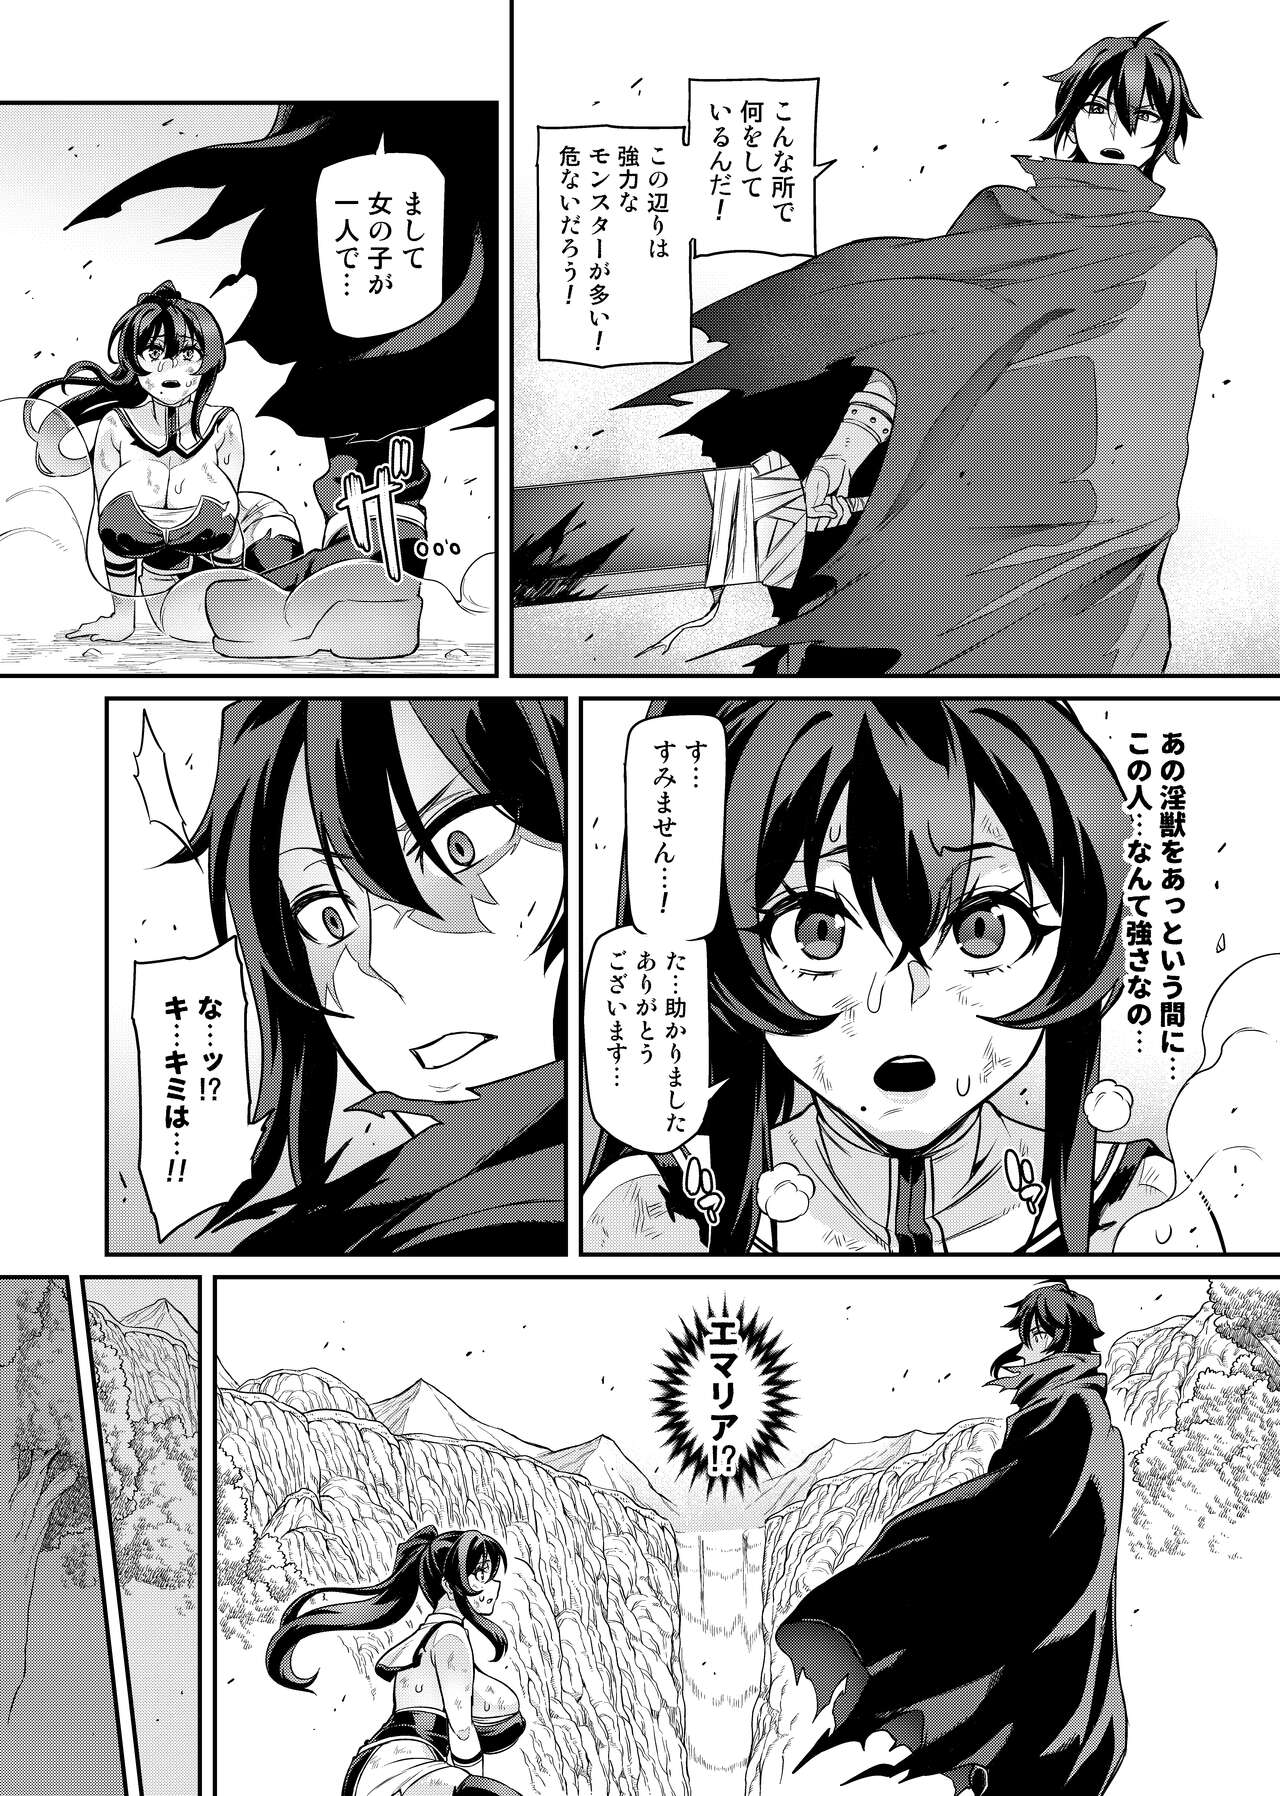 こんな所で
何をして
いるんだ!
この辺りは
強力な
モンスターが多い!
危ないだろう!
まして
女の子が
一人で…
ザッ…
あの淫獣をあっという間に…
この人…なんて強さなの…
す…
すみません…!
た…助かりました
ありがとう
ございます…
な…ッ!?
キ…キミは…!!
エマリア!?